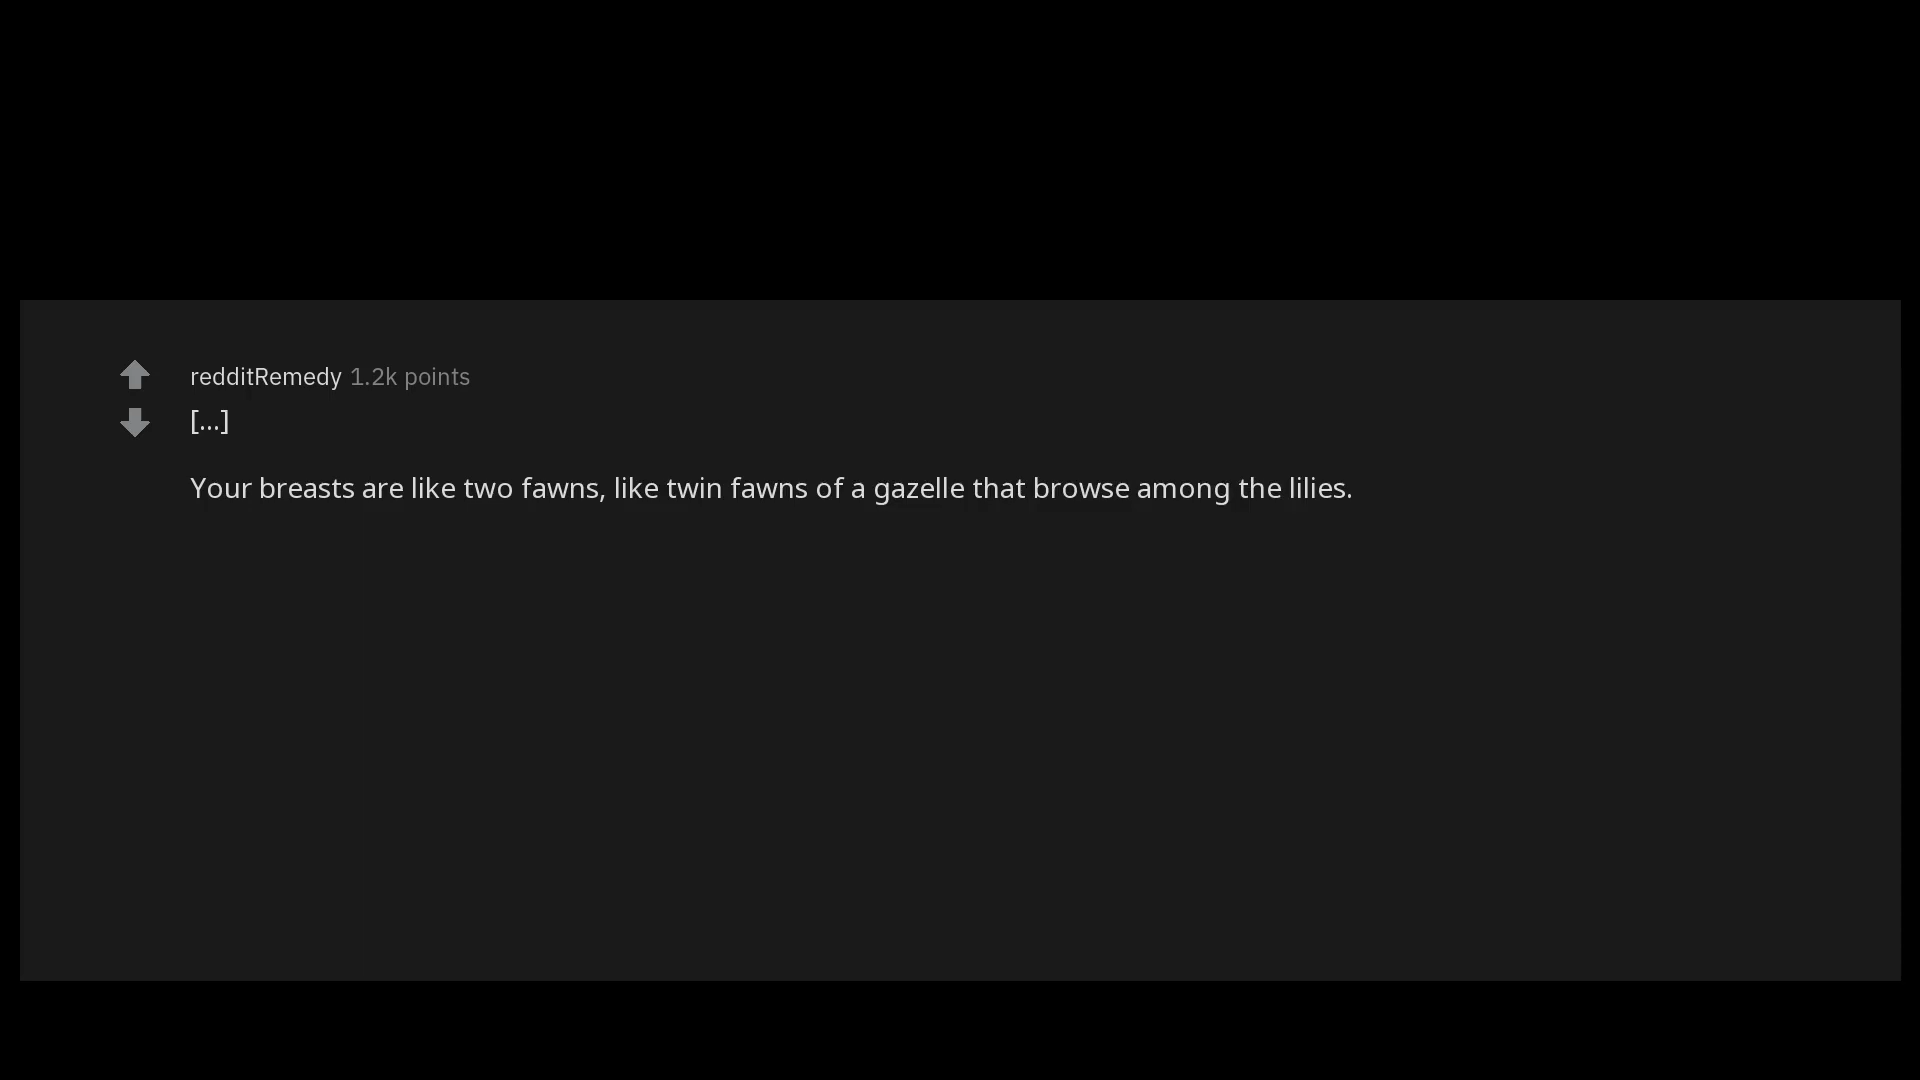 redditRemedy 1.2k points
[...]
Your breasts are like two fawns, like twin fawns of a gazelle that browse among the lilies.